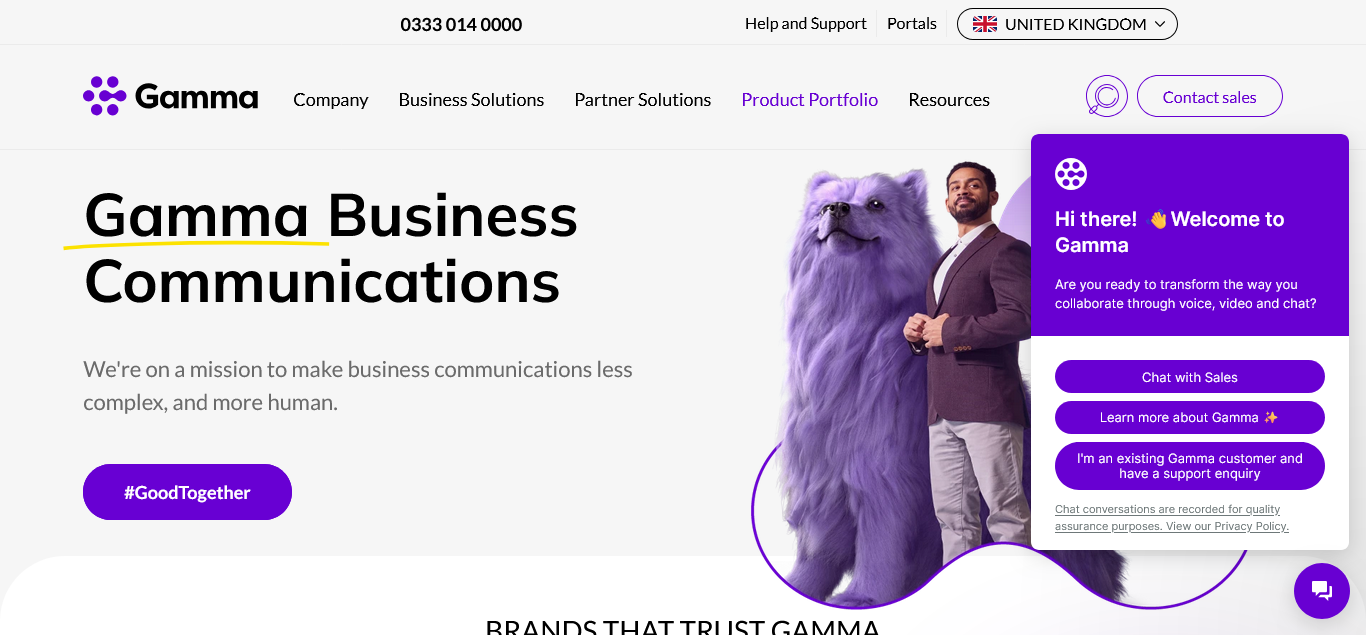 0333 014 0000
Help and Support
Portals
UNITED KINGDOM
Gamma
Company
Business Solutions
Partner Solutions
Product Portfolio
Resources
Contact sales
Gamma Business
Communications
We're on a mission to make business communications less
complex, and more human.
#GoodTogether
Hi there! 👋Welcome to
Gamma
Are you ready to transform the way you
collaborate through voice, video and chat?
Chat with Sales
Learn more about Gamma ✨
I'm an existing Gamma customer and
have a support enquiry
Chat conversations are recorded for quality
assurance purposes. View our Privacy Policy.
BRANDS THAT TRUST GAMMA